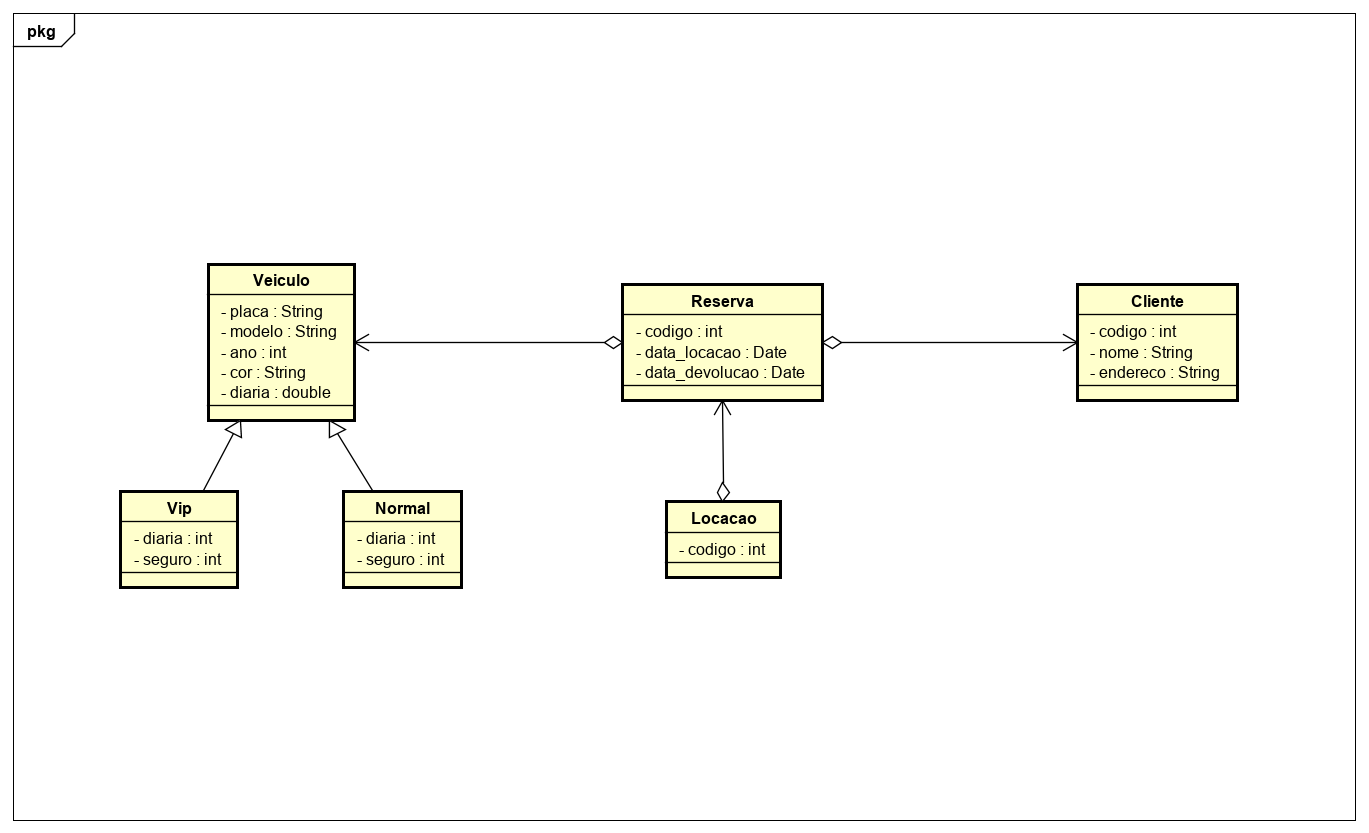 pkg
Veiculo
- placa : String
- modelo : String
- ano : int
- cor : String
- diaria : double
Reserva
- codigo : int
- data_locacao : Date
- data_devolucao : Date
Cliente
- codigo : int
- nome : String
- endereco : String
Vip
- diaria : int
- seguro : int
Normal
- diaria : int
- seguro : int
Locacao
- codigo : int